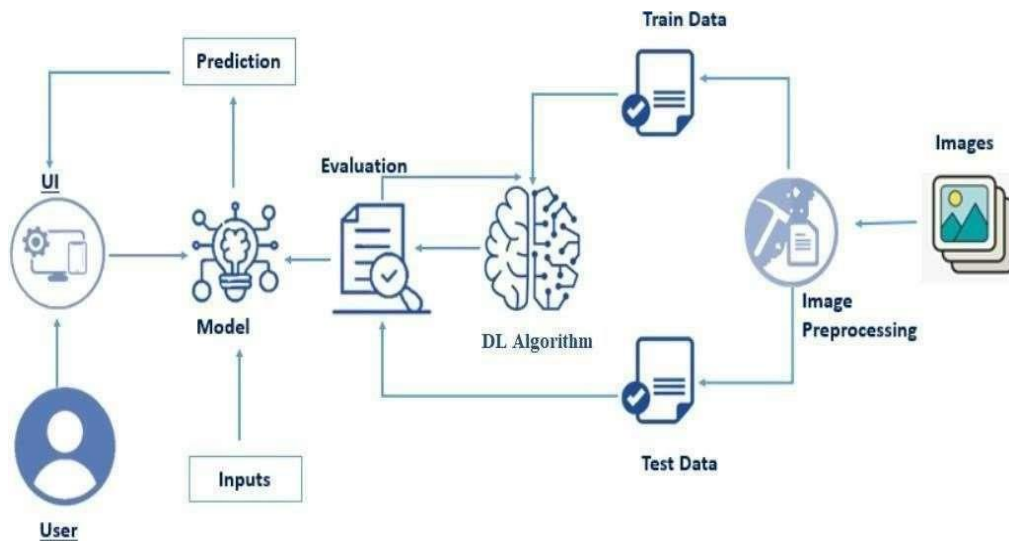 Train Data
Prediction
Images
Evaluation
UI
Image
Preprocessing
Model
DL Algorithm
Test Data
Inputs
User